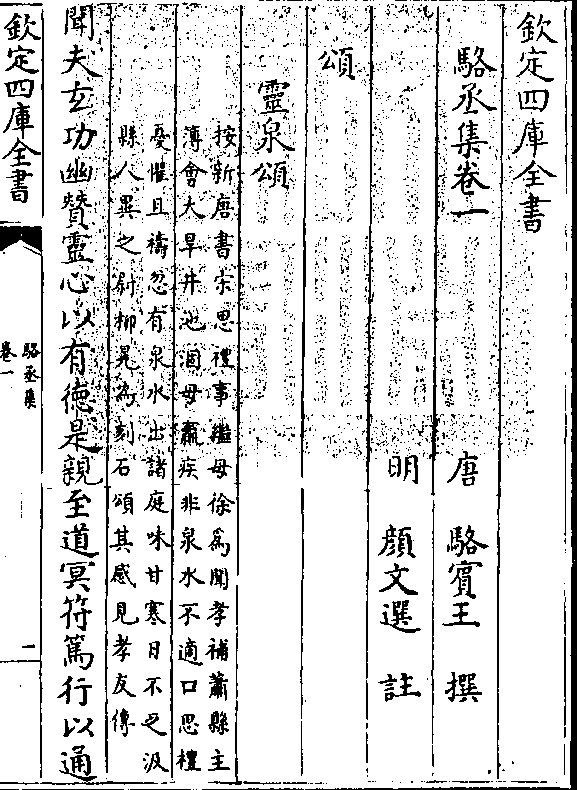 欽定四庫全書
駱丞集卷一
唐 駱賓王 撰
明 顔文選 註
頌
靈泉頌
按新唐書宋思禮事繼母徐為聞孝補蕭縣主
薄會大旱井池涸母羸疾非泉水不適口思禮
憂懼且禱忽有泉水出諸庭味甘寒日不乏汲
縣人異之尉柳晃為刻石頌其感見孝友傳
聞夫玄功幽贊靈心以有德是親至道冥符篤行以通
欽定四庫全書
駱丞集
卷一
一